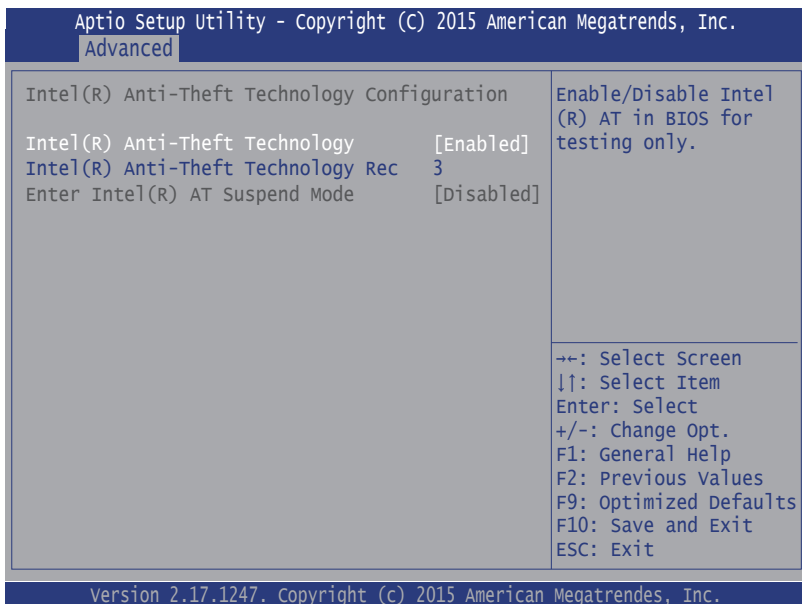 Aptio Setup Utility - Copyright (C) 2015 American Megatrends, Inc.
Advanced
Intel(R) Anti-Theft Technology Configuration
Intel(R) Anti-Theft Technology [Enabled]
Intel(R) Anti-Theft Technology Rec 3
Enter Intel(R) AT Suspend Mode [Disabled]
Enable/Disable Intel
(R) AT in BIOS for
testing only.
→←: Select Screen
↓↑: Select Item
Enter: Select
+/-: Change Opt.
F1: General Help
F2: Previous Values
F9: Optimized Defaults
F10: Save and Exit
ESC: Exit
Version 2.17.1247. Copyright (c) 2015 American Megatrendes, Inc.